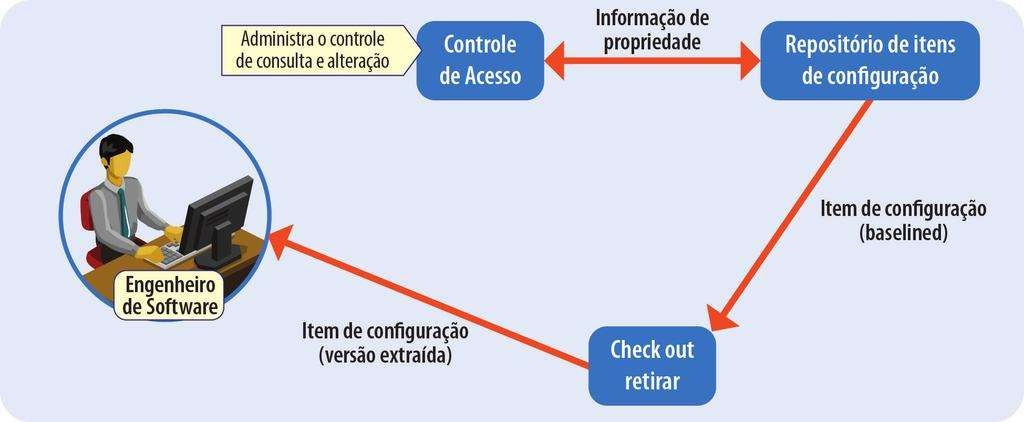 Administra o controle
de consulta e alteração
Controle
de Acesso
Informação de
propriedade
Repositório de itens
de configuração
Item de configuração
(baselined)
Engenheiro
de Software
Item de configuração
(versão extraída)
Check out
retirar